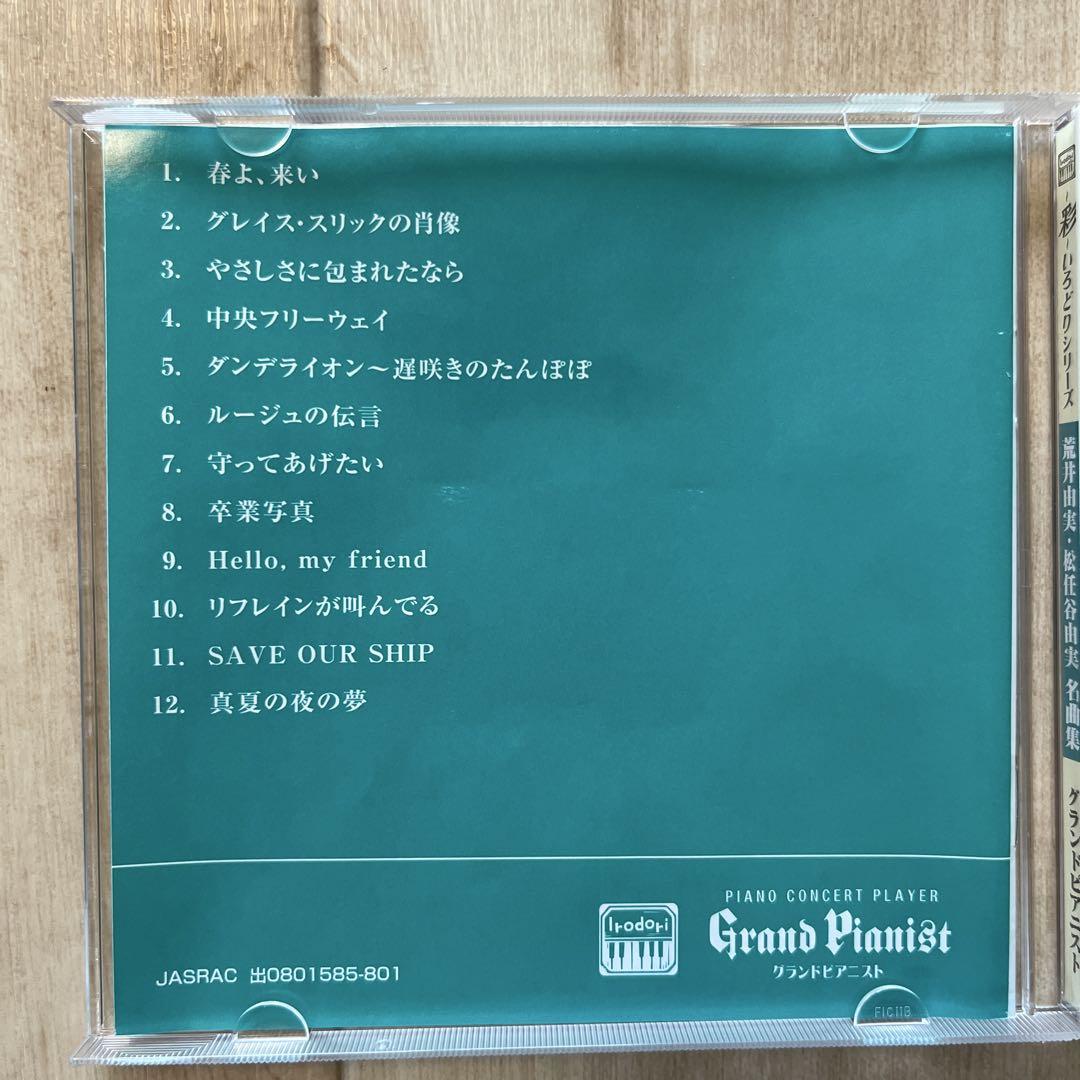 1. 春よ、来い
2. グレイス・スリックの肖像
3. やさしさに包まれたなら
4. 中央フリーウェイ
5. ダンデライオン〜遅咲きのたんぽぽ
6. ルージュの伝言
7. 守ってあげたい
8. 卒業写真
9. Hello, my friend
10. リフレインが叫んでる
11. SAVE OUR SHIP
12. 真夏の夜の夢
JASRAC 出0801585-801
Irodori
PIANO CONCERT PLAYER
Grand Pianist
グランドピアニスト
FIC11B
Irodori
-彩-いろどりシリーズ
荒井由実・松任谷由実 名曲集
グランドピアニスト